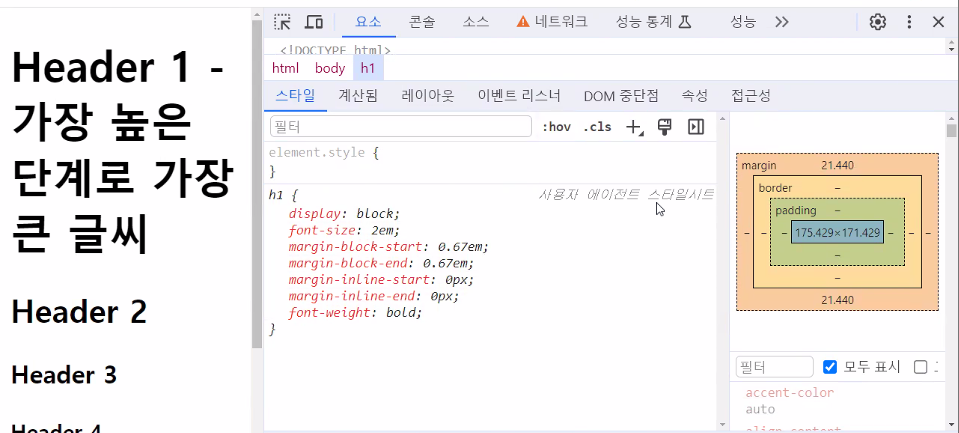 Header 1 -
가장 높은
단계로 가장
큰 글씨
Header 2
Header 3
Header 4
요소 콘솔 소스 네트워크 성능 통계 성능
<!DOCTYPE html>
html body h1
스타일 계산됨 레이아웃 이벤트 리스너 DOM 중단점 속성 접근성
필터 :hov .cls
element.style {
}
h1 { 사용자 에이전트 스타일시트
display: block;
font-size: 2em;
margin-block-start: 0.67em;
margin-block-end: 0.67em;
margin-inline-start: 0px;
margin-inline-end: 0px;
font-weight: bold;
}
margin 21.440
border –
padding –
– – – 175.429×171.429 – – –
–
–
21.440
필터 모두 표시
accent-color
auto
align-content